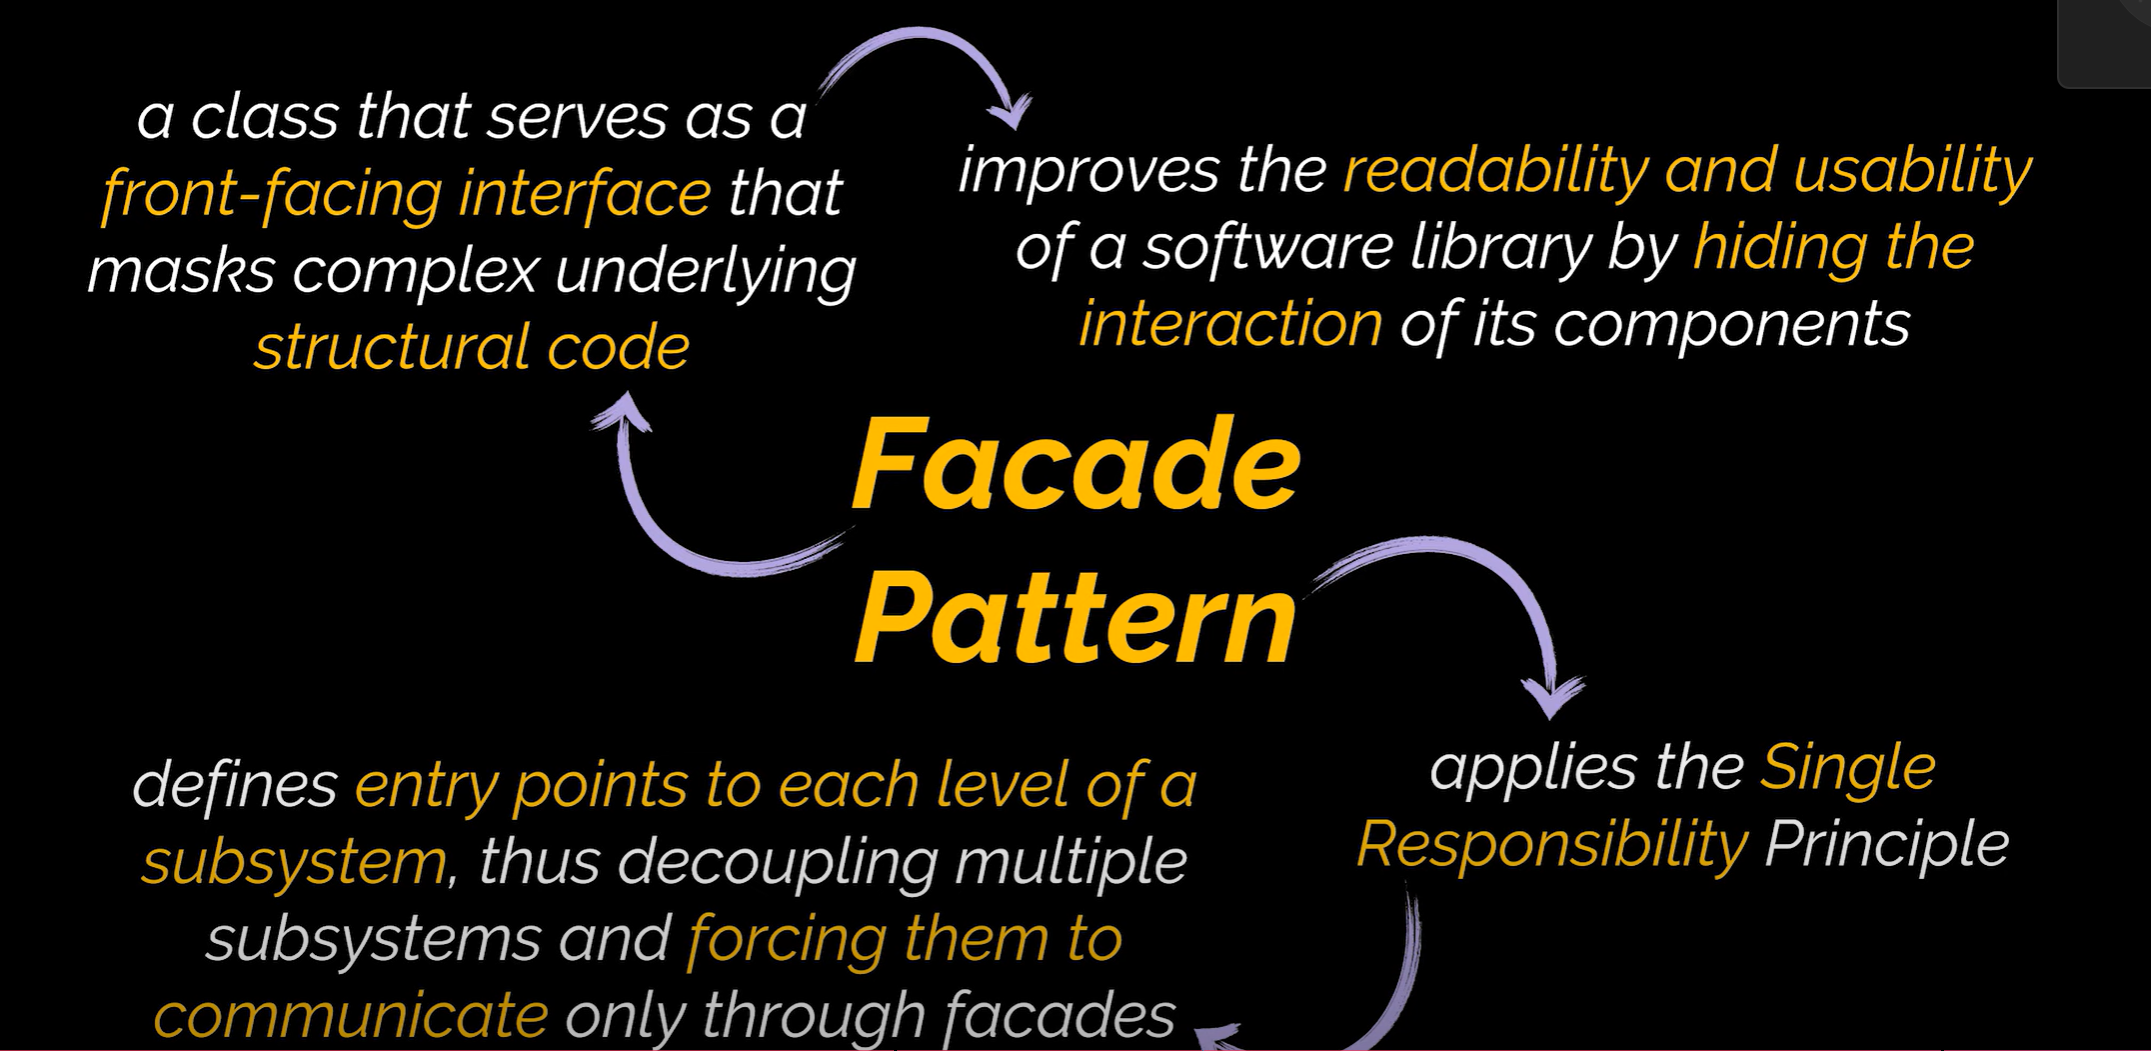 a class that serves as a
front-facing interface that
masks complex underlying
structural code
improves the readability and usability
of a software library by hiding the
interaction of its components
Facade
Pattern
applies the Single
Responsibility Principle
defines entry points to each level of a
subsystem, thus decoupling multiple
subsystems and forcing them to
communicate only through facades